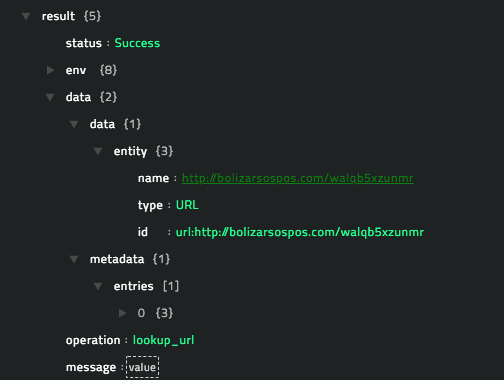 result {5}
status : Success
env {8}
data {2}
data {1}
entity {3}
name : http://bolizarsospos.com/walqb5xzunmr
type : URL
id : url:http://bolizarsospos.com/walqb5xzunmr
metadata {1}
entries [1]
0 {3}
operation : lookup_url
message : value